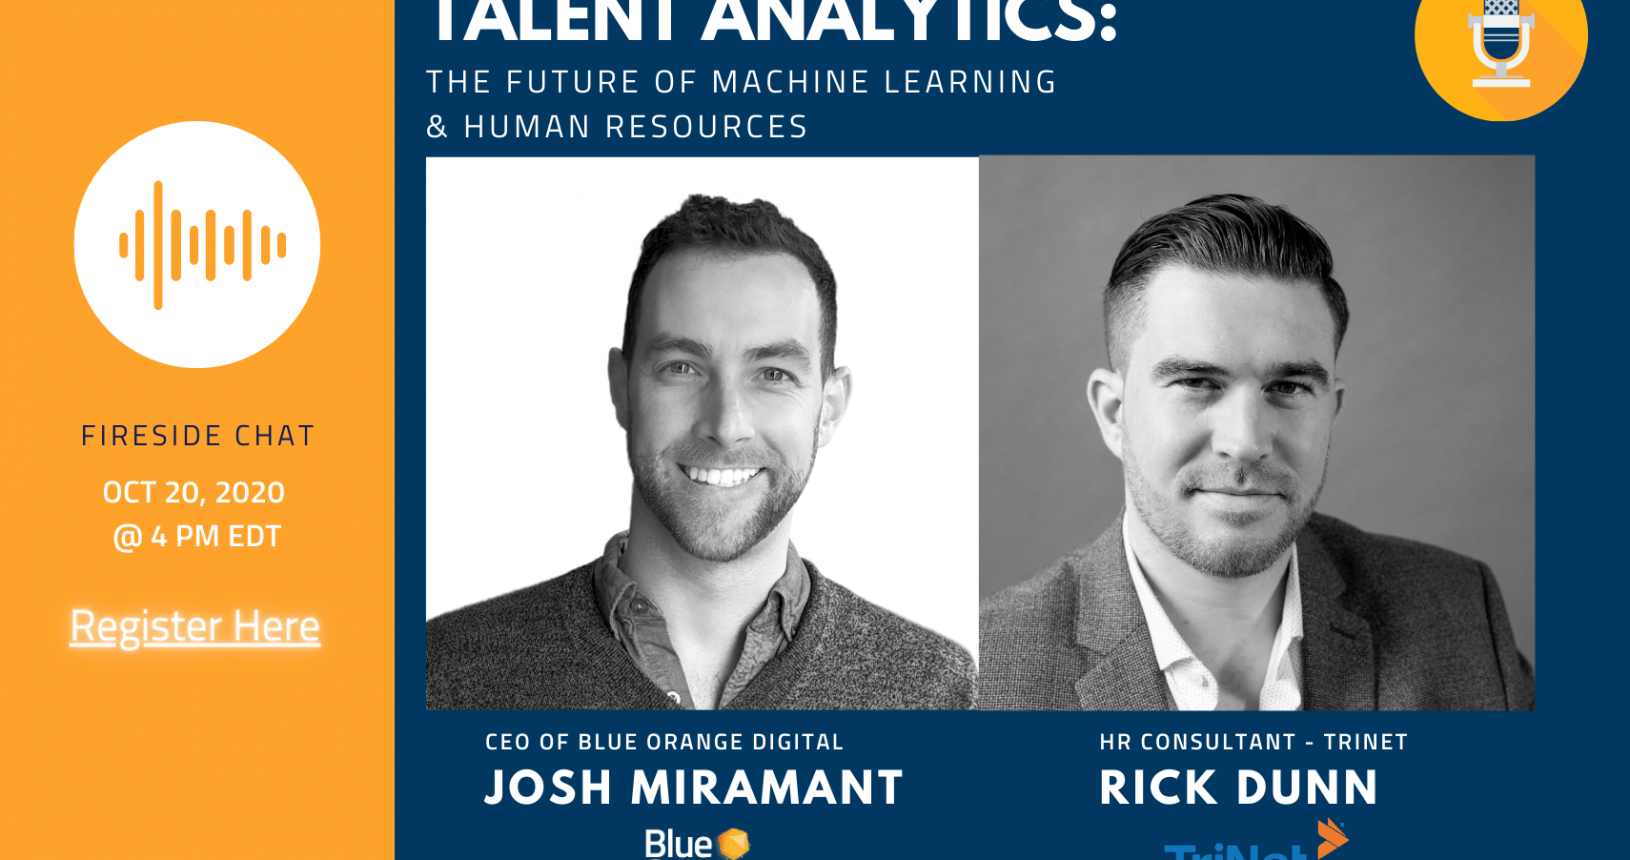 TALENT ANALYTICS:
THE FUTURE OF MACHINE LEARNING
& HUMAN RESOURCES
FIRESIDE CHAT
OCT 20, 2020
@ 4 PM EDT
Register Here
CEO OF BLUE ORANGE DIGITAL
JOSH MIRAMANT
Blue
HR CONSULTANT - TRINET
RICK DUNN
TriNet